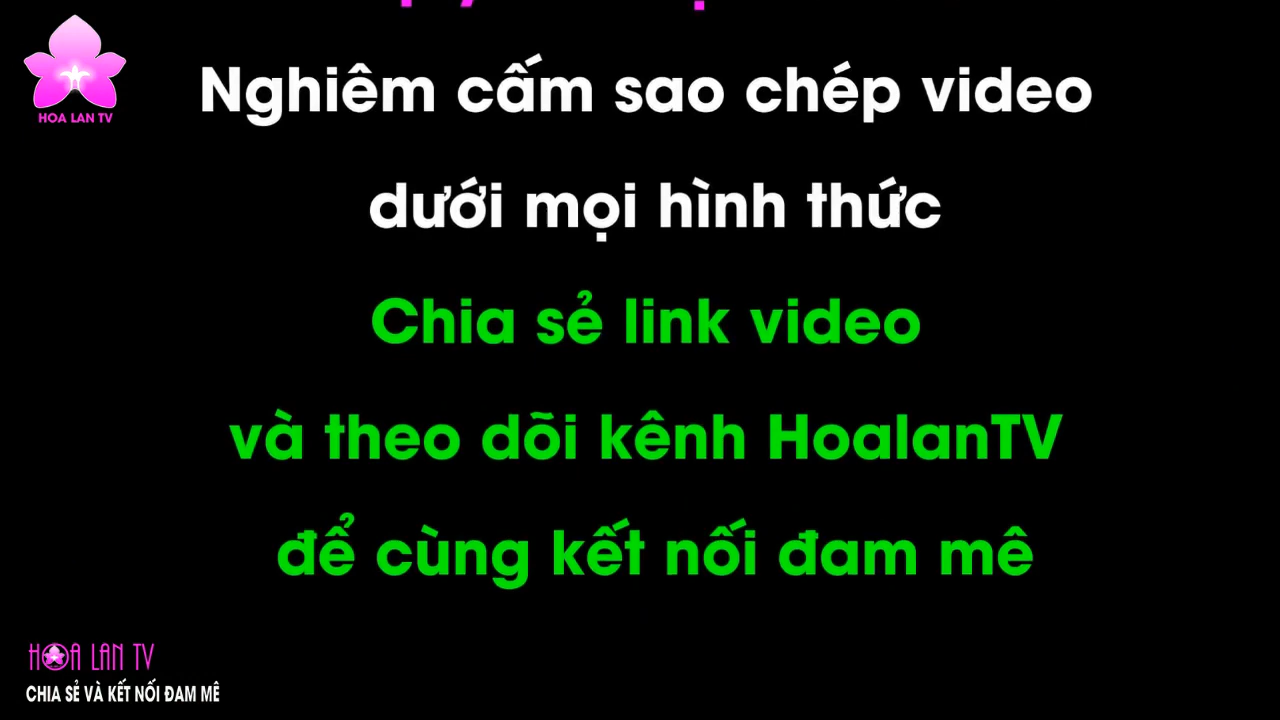 HOA LAN TV
Nghiêm cấm sao chép video
dưới mọi hình thức
Chia sẻ link video
và theo dõi kênh HoalanTV
để cùng kết nối đam mê
HOA LAN TV
CHIA SẺ VÀ KẾT NỐI ĐAM MÊ